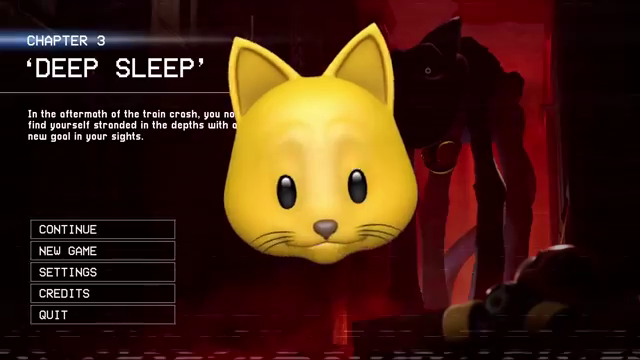 CHAPTER 3
‘DEEP SLEEP’
In the aftermath of the train crash, you
find yourself stranded in the depths with
new goal in your sights.
CONTINUE
NEW GAME
SETTINGS
CREDITS
QUIT